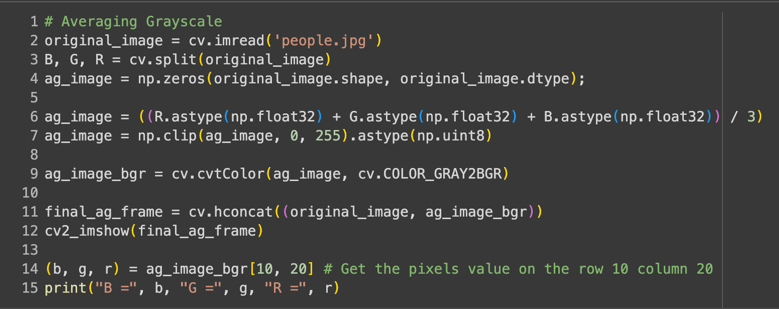 1 # Averaging Grayscale
2 original_image = cv.imread('people.jpg')
3 B, G, R = cv.split(original_image)
4 ag_image = np.zeros(original_image.shape, original_image.dtype);
5
6 ag_image = ((R.astype(np.float32) + G.astype(np.float32) + B.astype(np.float32)) / 3)
7 ag_image = np.clip(ag_image, 0, 255).astype(np.uint8)
8
9 ag_image_bgr = cv.cvtColor(ag_image, cv.COLOR_GRAY2BGR)
10
11 final_ag_frame = cv.hconcat((original_image, ag_image_bgr))
12 cv2_imshow(final_ag_frame)
13
14 (b, g, r) = ag_image_bgr[10, 20] # Get the pixels value on the row 10 column 20
15 print("B =", b, "G =", g, "R =", r)